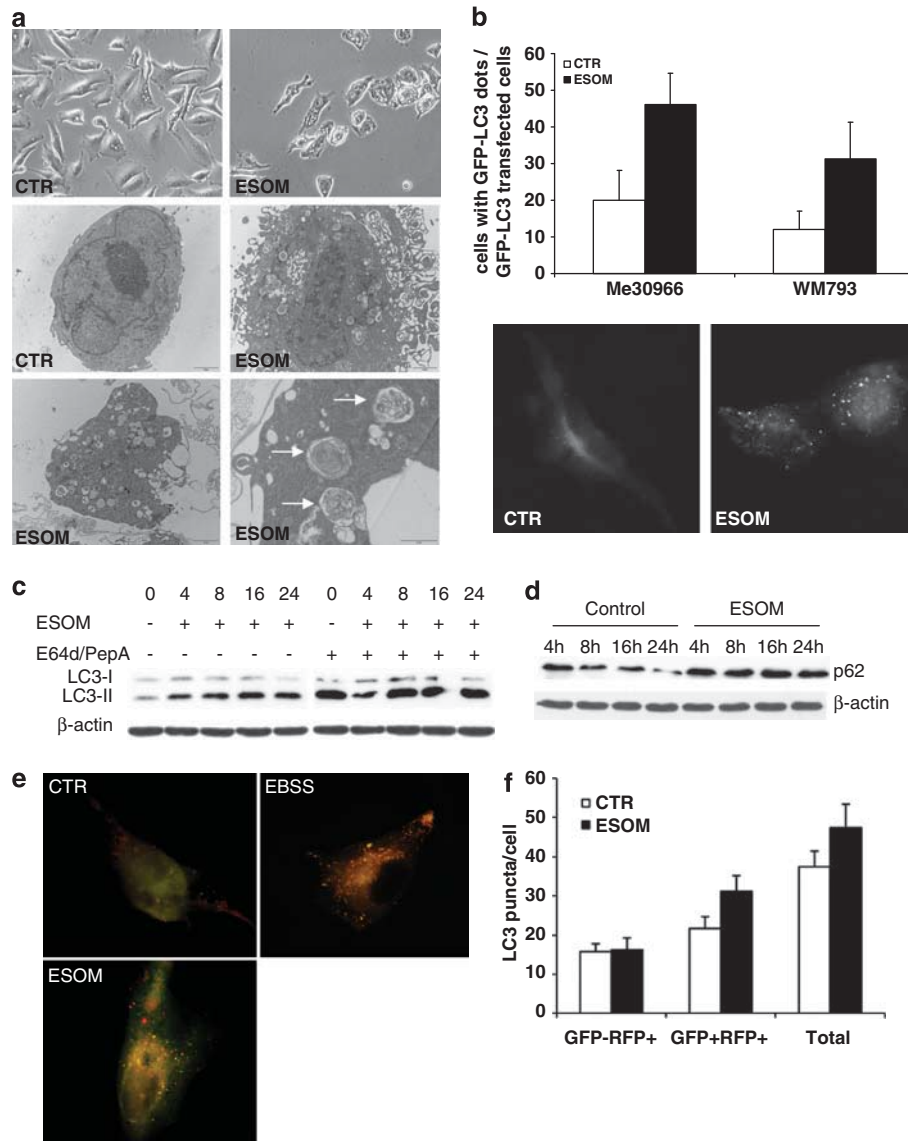 a
CTR
ESOM
CTR
ESOM
ESOM
ESOM
b
cells with GFP-LC3 dots /
GFP-LC3 transfected cells
60
50
40
30
20
10
0
CTR
ESOM
Me30966
WM793
CTR
ESOM
c
0 4 8 16 24 0 4 8 16 24
ESOM - + + + + - + + + +
E64d/PepA - - - - - + + + + +
LC3-I
LC3-II
β-actin
d
Control ESOM
4h 8h 16h 24h 4h 8h 16h 24h
p62
β-actin
e
CTR
EBSS
ESOM
f
LC3 puncta/cell
60
50
40
30
20
10
0
CTR
ESOM
GFP-RFP+ GFP+RFP+ Total